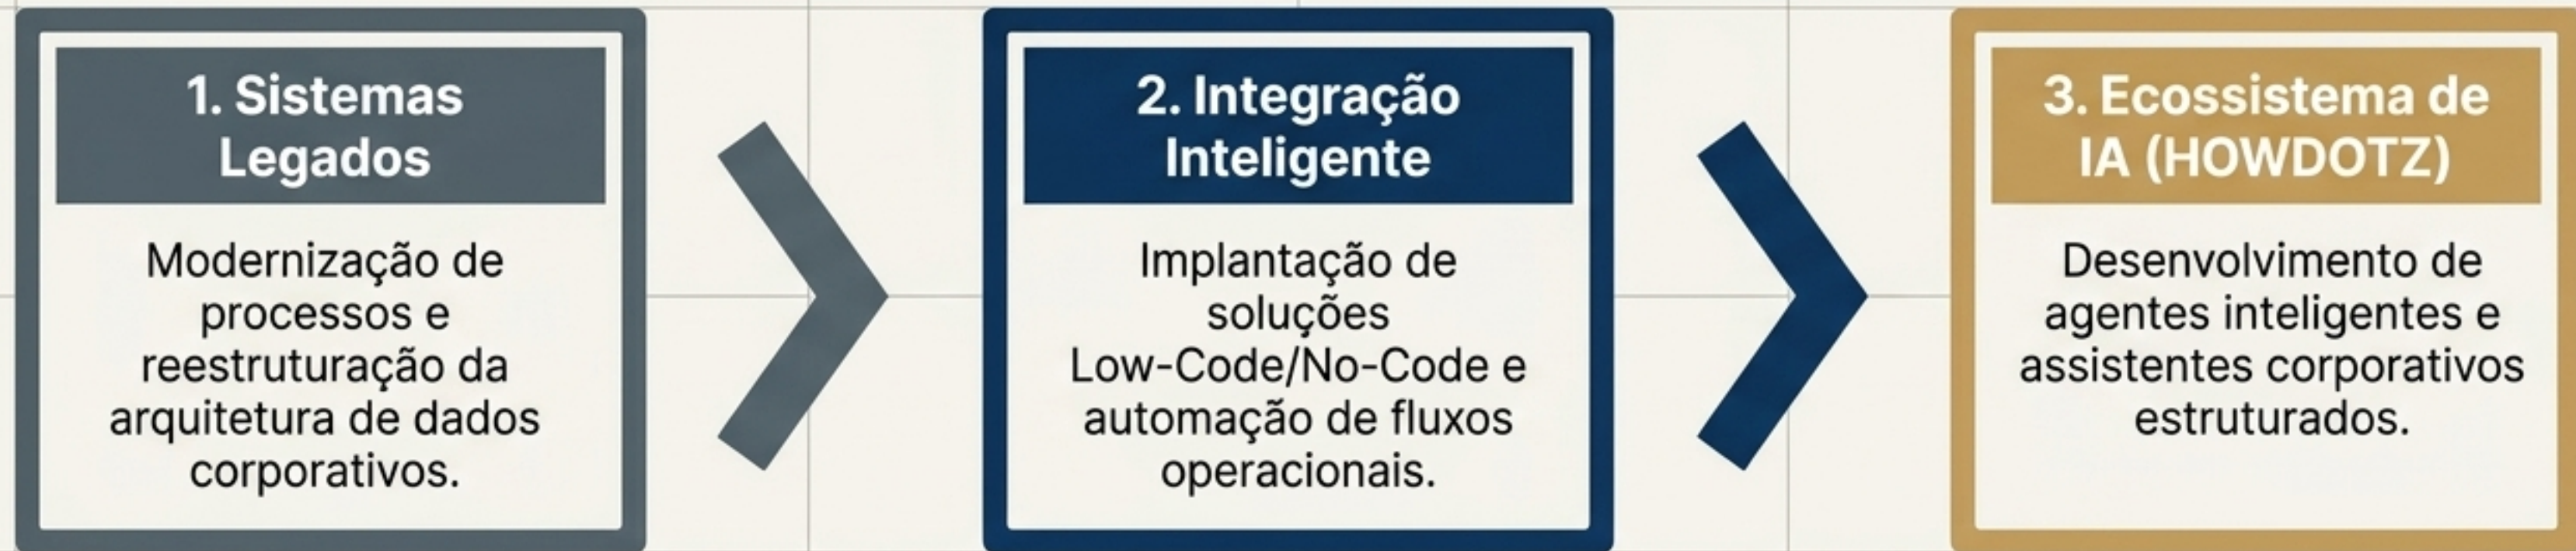 1. Sistemas
Legados
Modernização de
processos e
reestruturação da
arquitetura de dados
corporativos.
2. Integração
Inteligente
Implantação de
soluções
Low-Code/No-Code e
automação de fluxos
operacionais.
3. Ecossistema de
IA (HOWDOTZ)
Desenvolvimento de
agentes inteligentes e
assistentes corporativos
estruturados.